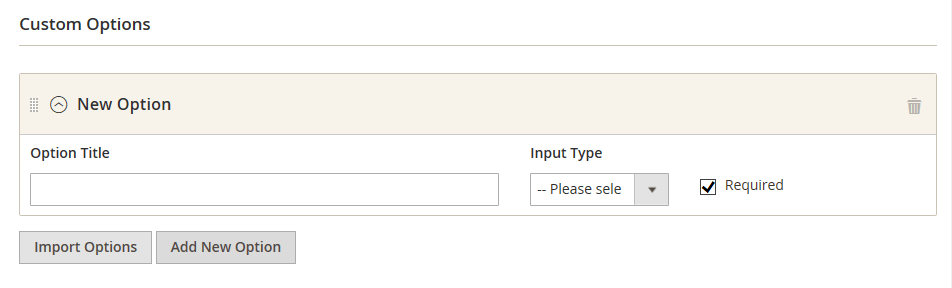 Custom Options
New Option
Option Title
Input Type
-- Please sele
Required
Import Options
Add New Option